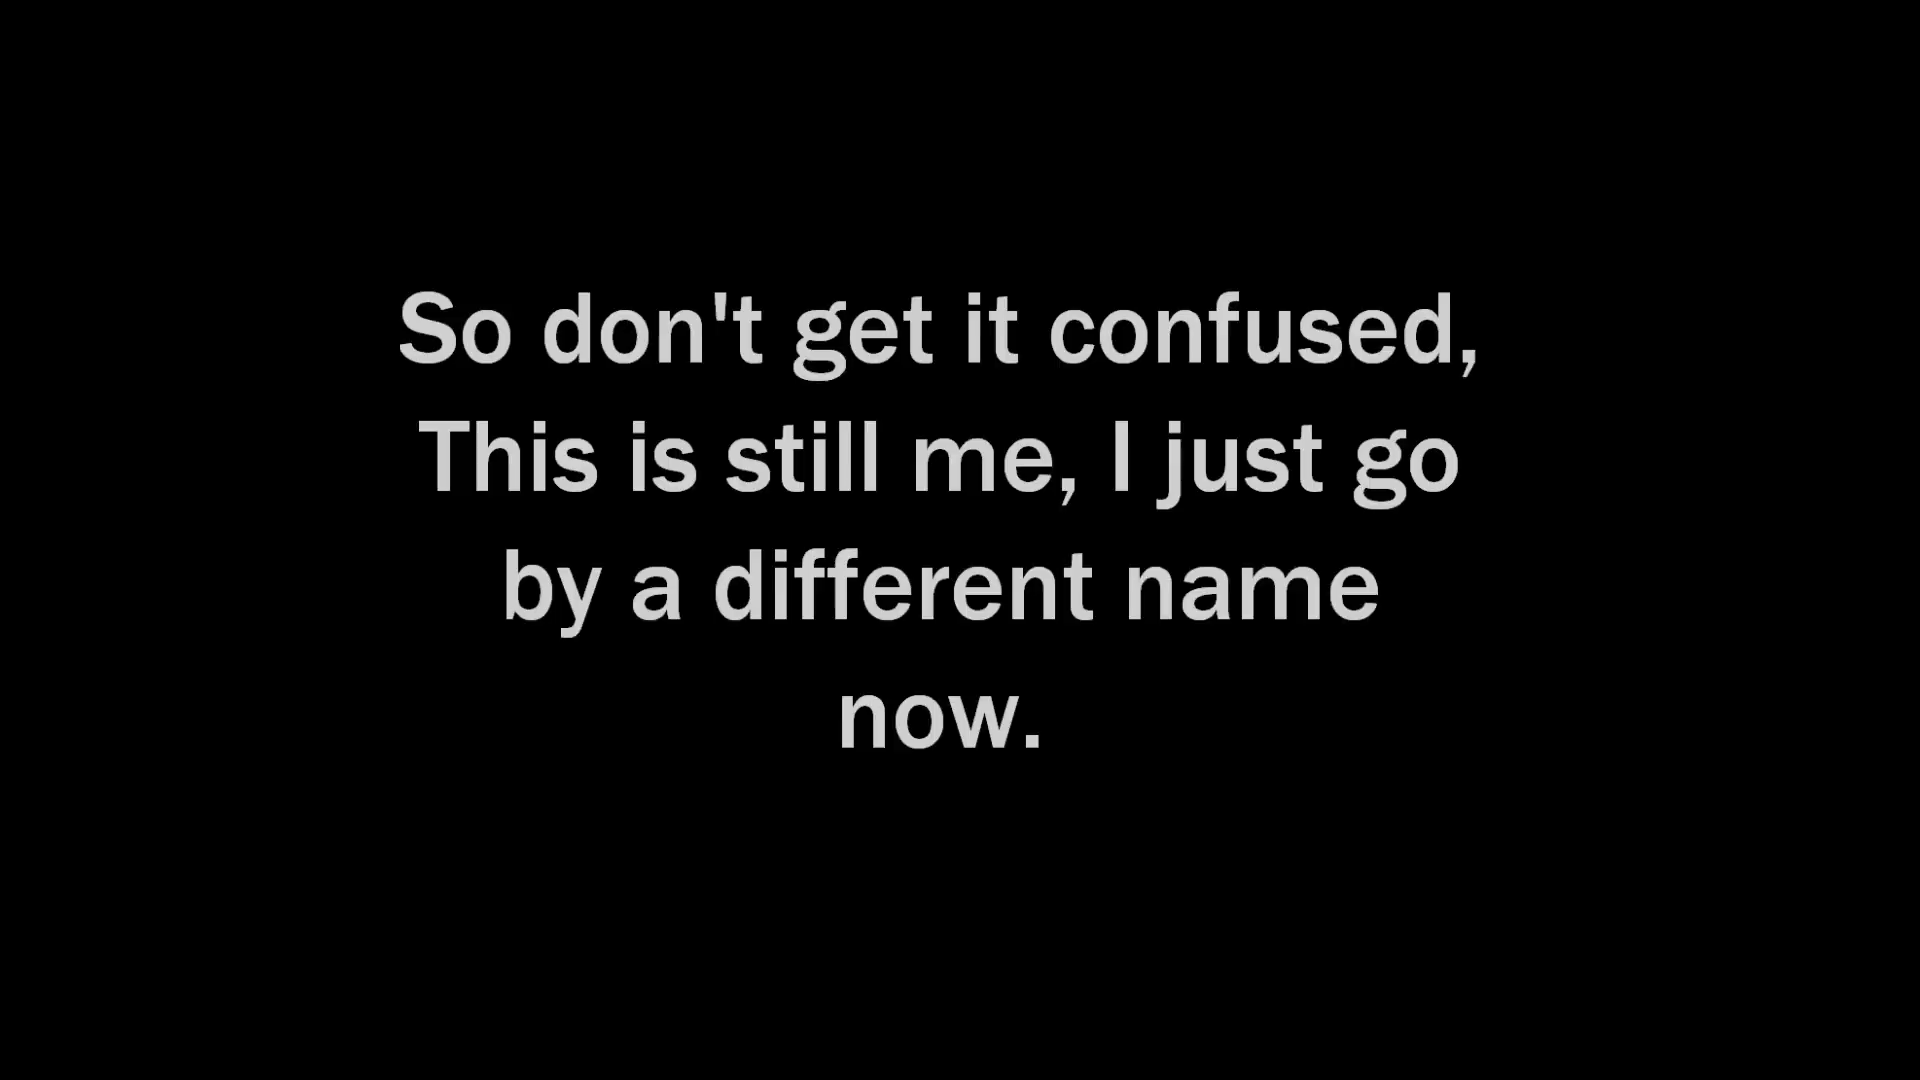 So don't get it confused,
This is still me, I just go
by a different name
now.